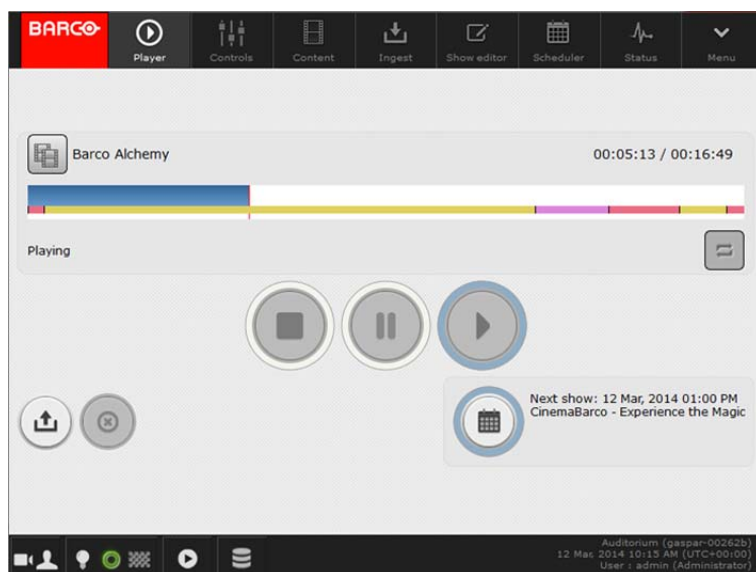 BARCO
Player
Controls
Content
Ingest
Show editor
Scheduler
Status
Menu
Barco Alchemy
00:05:13 / 00:16:49
Playing
Next show: 12 Mar, 2014 01:00 PM
CinemaBarco - Experience the Magic
Auditorium (gaspar-00262b)
12 Mar, 2014 10:15 AM (UTC+00:00)
User : admin (Administrator)